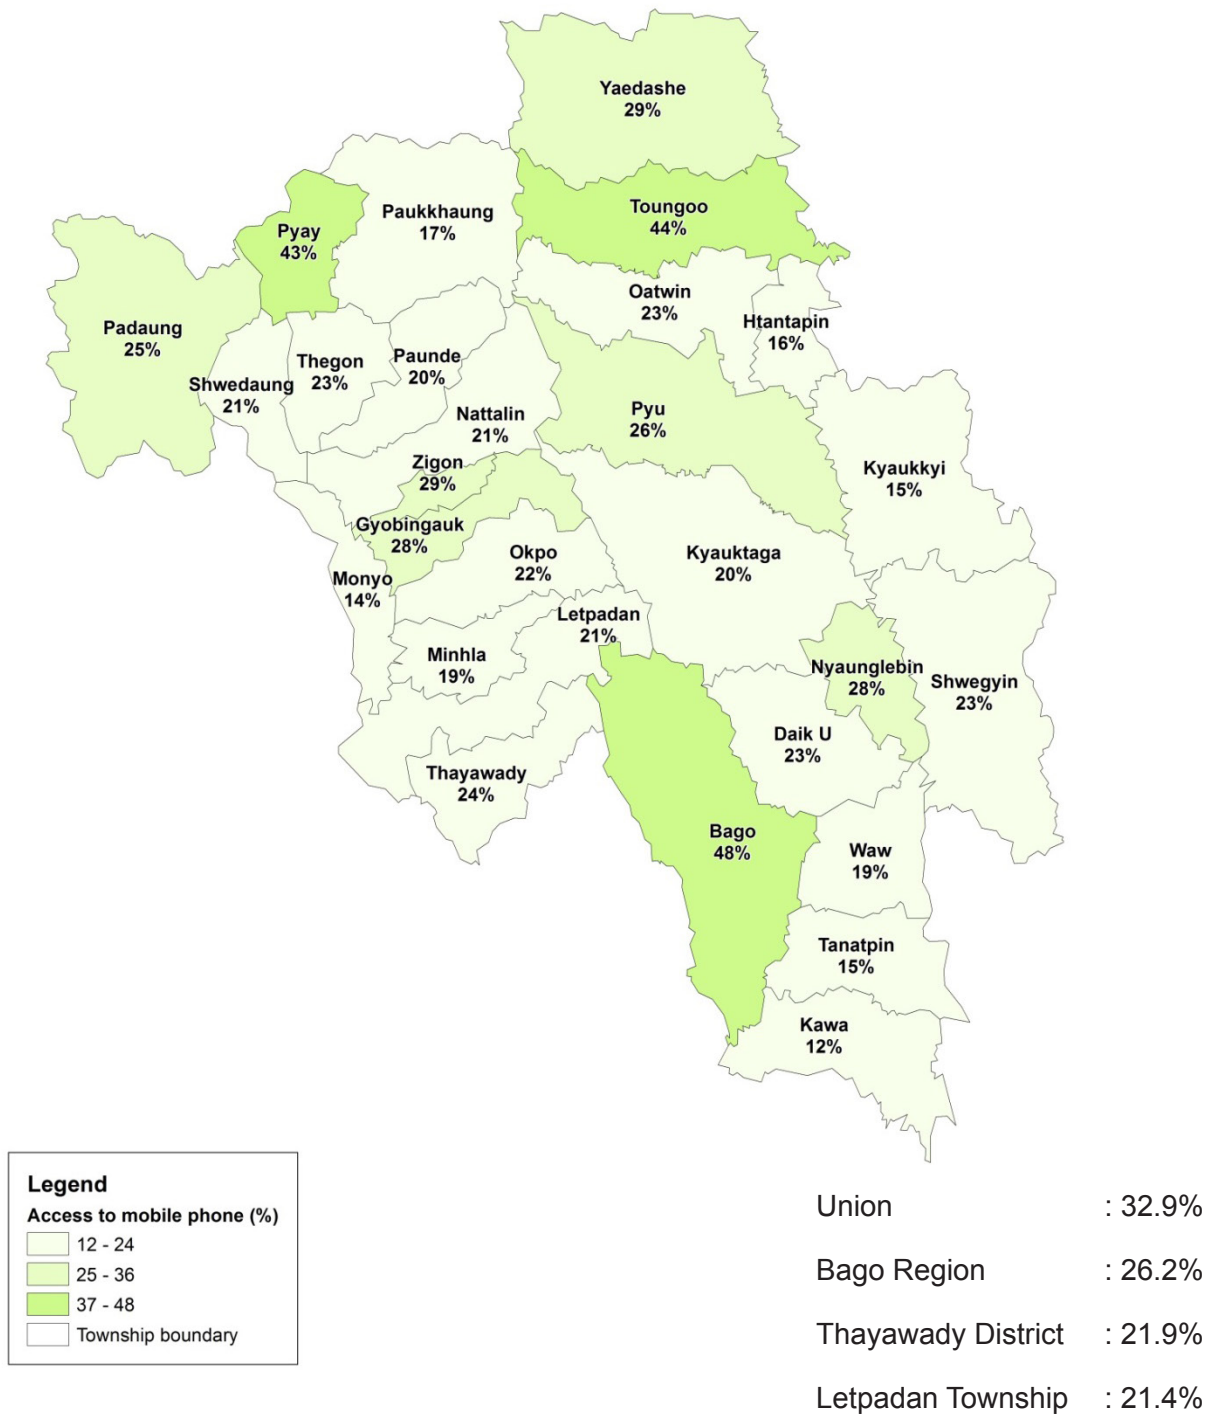 Yaedashe
29%
Toungoo
44%
Paukkhaung
17%
Pyay
43%
Oatwin
23%
Htantapin
16%
Padaung
25%
Shwedaung
21%
Thegon
23%
Paunde
20%
Nattalin
21%
Pyu
26%
Kyaukkyi
15%
Zigon
29%
Gyobingauk
28%
Okpo
22%
Kyauktaga
20%
Monyo
14%
Letpadan
21%
Minhla
19%
Nyaunglebin
28%
Shwegyin
23%
Daik U
23%
Thayawady
24%
Bago
48%
Waw
19%
Tanatpin
15%
Kawa
12%
Legend
Access to mobile phone (%)
12 - 24
25 - 36
37 - 48
Township boundary
Union : 32.9%
Bago Region : 26.2%
Thayawady District : 21.9%
Letpadan Township : 21.4%